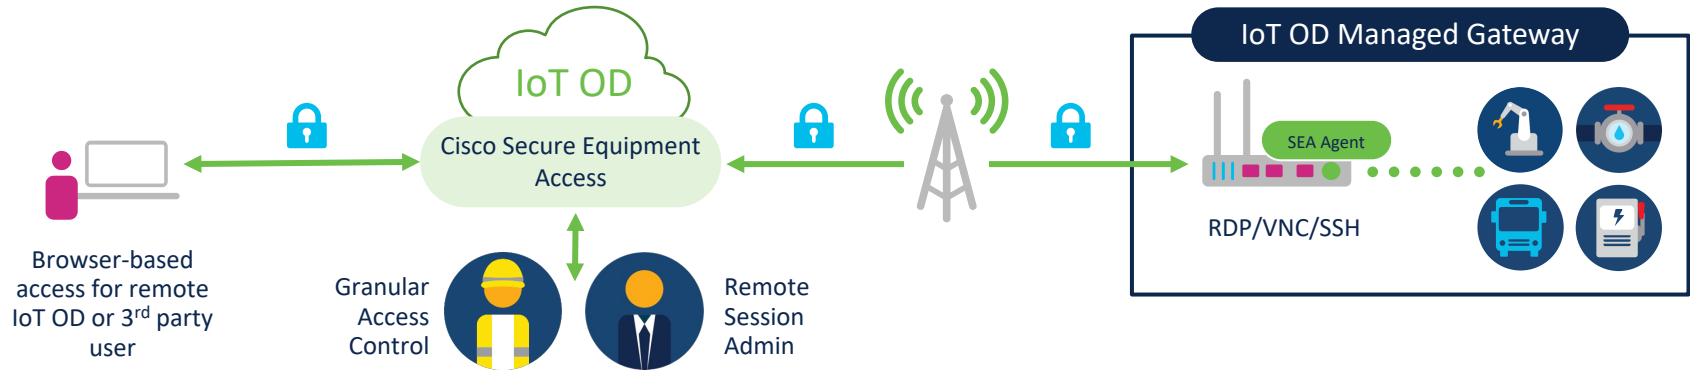 IoT OD Managed Gateway
IoT OD
Cisco Secure Equipment
Access
SEA Agent
RDP/VNC/SSH
Browser-based
access for remote
IoT OD or 3rd party
user
Granular
Access
Control
Remote
Session
Admin